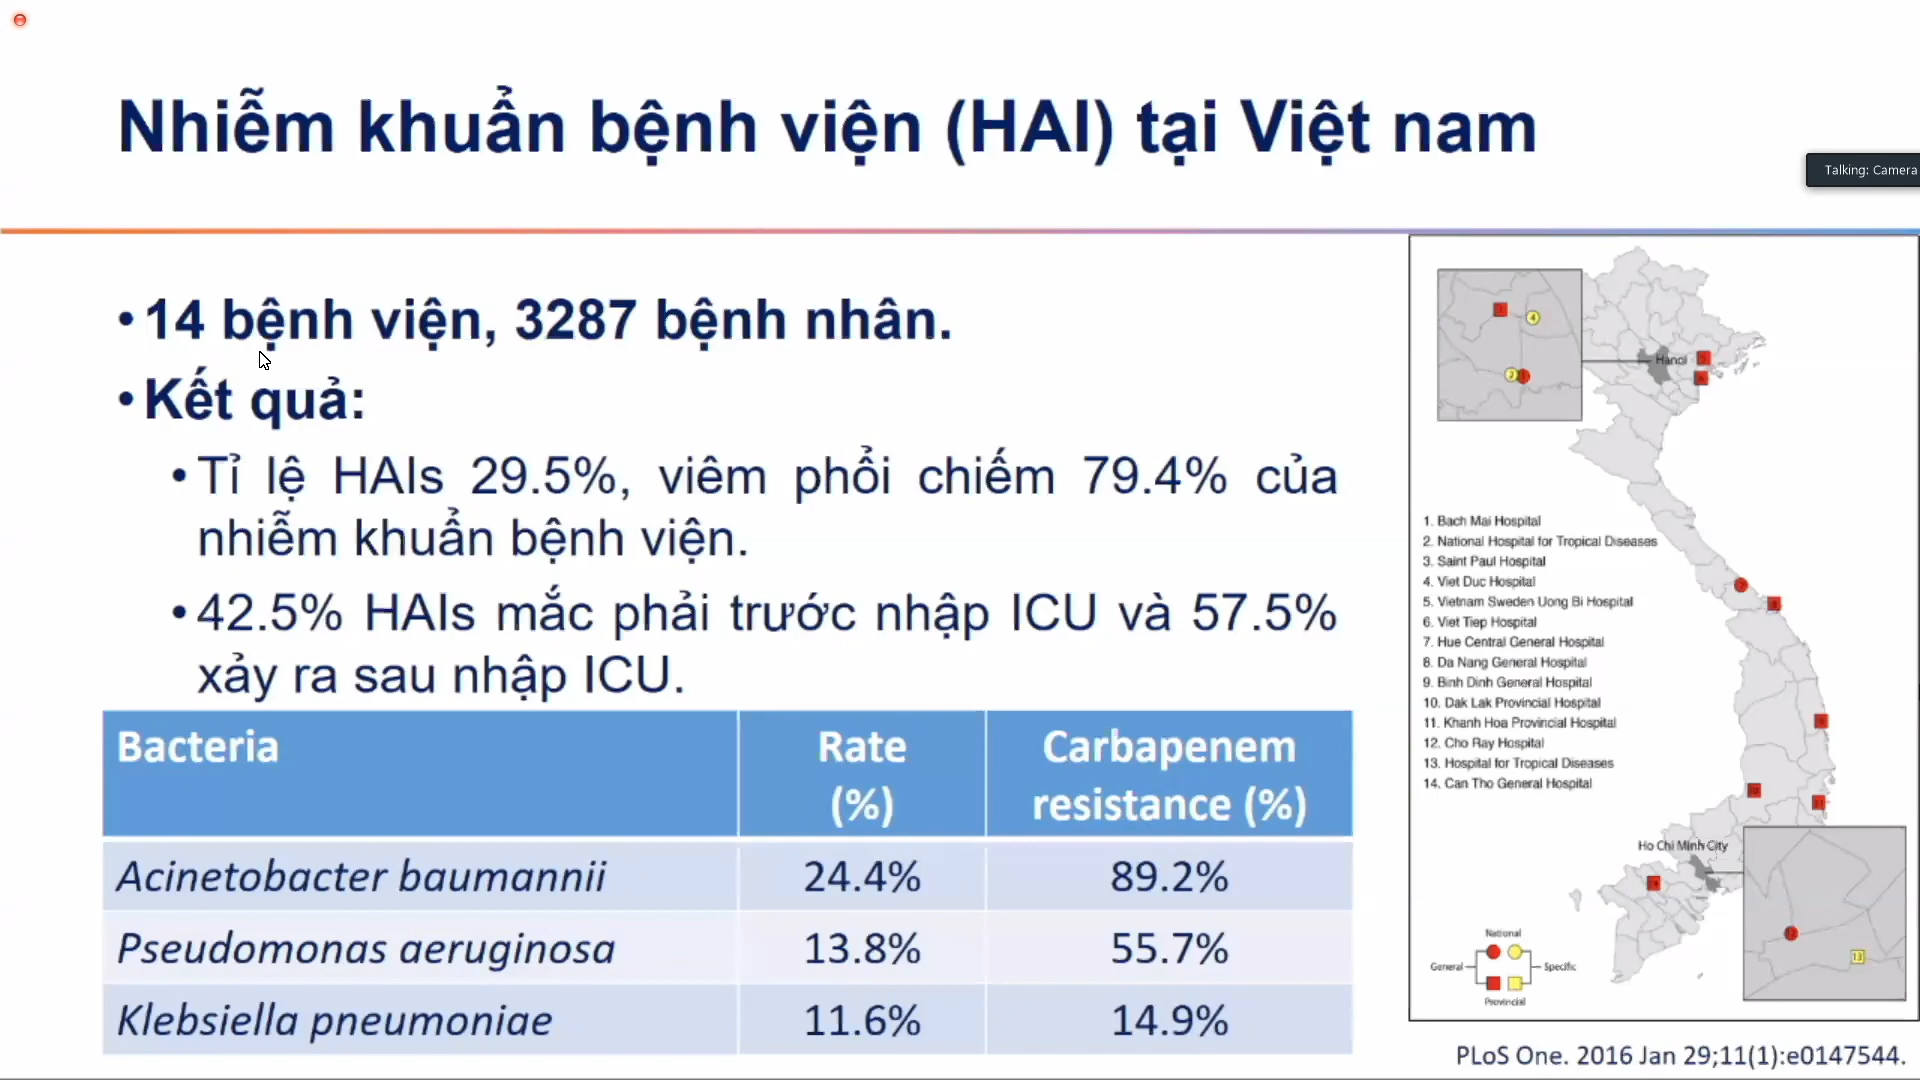 Nhiễm khuẩn bệnh viện (HAI) tại Việt nam
Talking: Camera
•14 bệnh viện, 3287 bệnh nhân.
•Kết quả:
•Tỉ lệ HAIs 29.5%, viêm phổi chiếm 79.4% của
nhiễm khuẩn bệnh viện.
•42.5% HAIs mắc phải trước nhập ICU và 57.5%
xảy ra sau nhập ICU.
Bacteria Rate (%) Carbapenem resistance (%)
Acinetobacter baumannii 24.4% 89.2%
Pseudomonas aeruginosa 13.8% 55.7%
Klebsiella pneumoniae 11.6% 14.9%
4
Hanoi
1. Bach Mai Hospital
2. National Hospital for Tropical Diseases
3. Saint Paul Hospital
4. Viet Duc Hospital
5. Vietnam Sweden Uong Bi Hospital
6. Viet Tiep Hospital
7. Hue Central General Hospital
8. Da Nang General Hospital
9. Binh Dinh General Hospital
10. Dak Lak Provincial Hospital
11. Khanh Hoa Provincial Hospital
12. Cho Ray Hospital
13. Hospital for Tropical Diseases
14. Can Tho General Hospital
Ho Chi Minh City
12
13
National
General Specific
Provincial
PLoS One. 2016 Jan 29;11(1):e0147544.